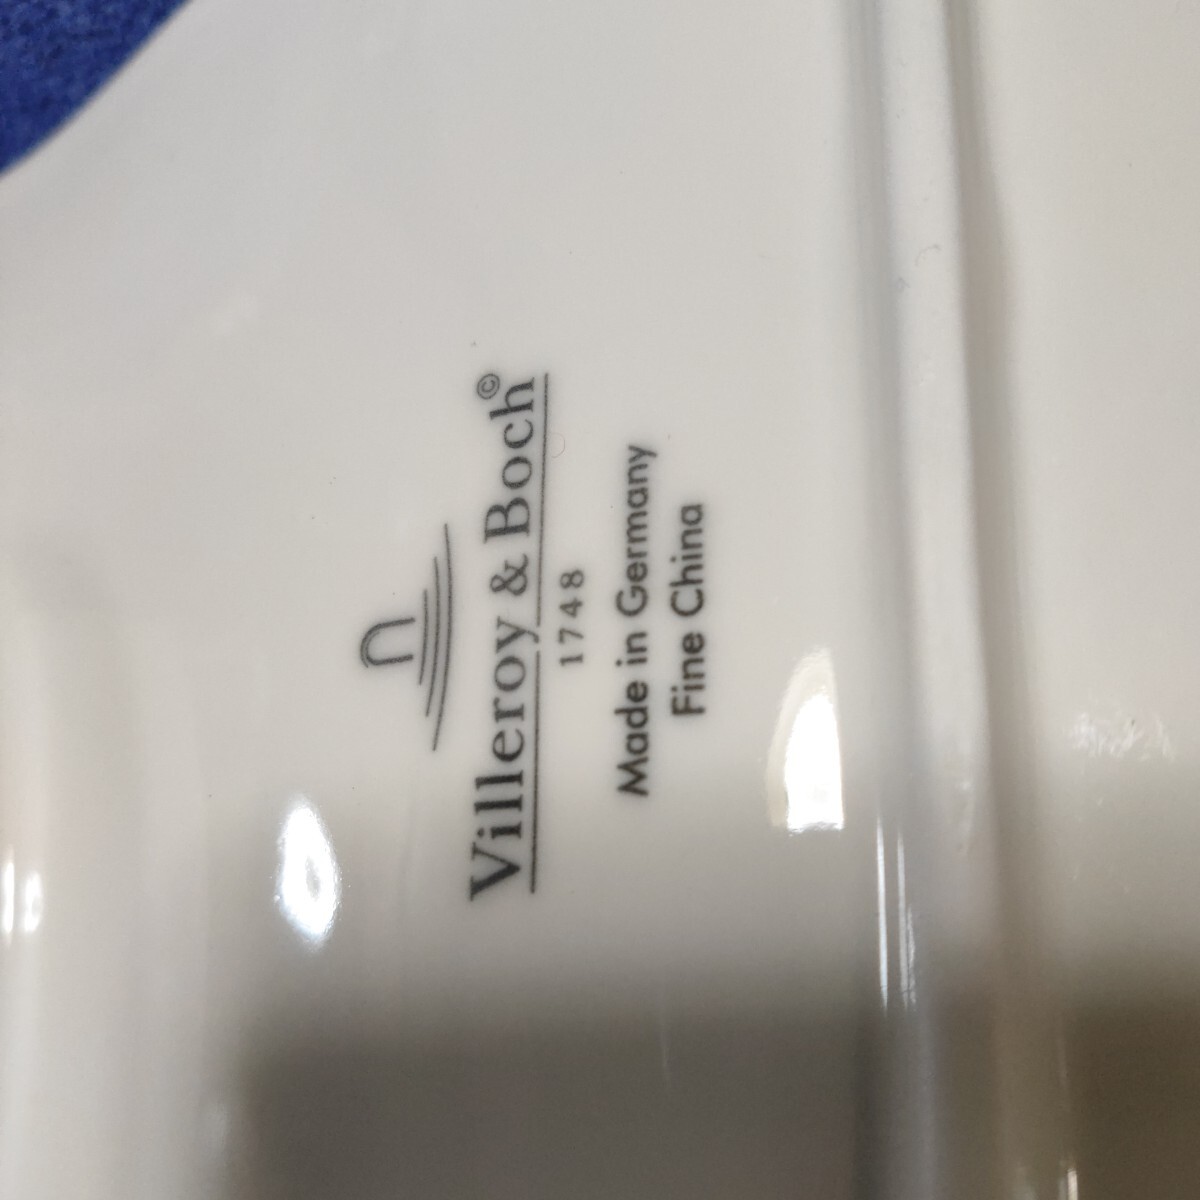 Villeroy & Boch©
1748
Made in Germany
Fine China